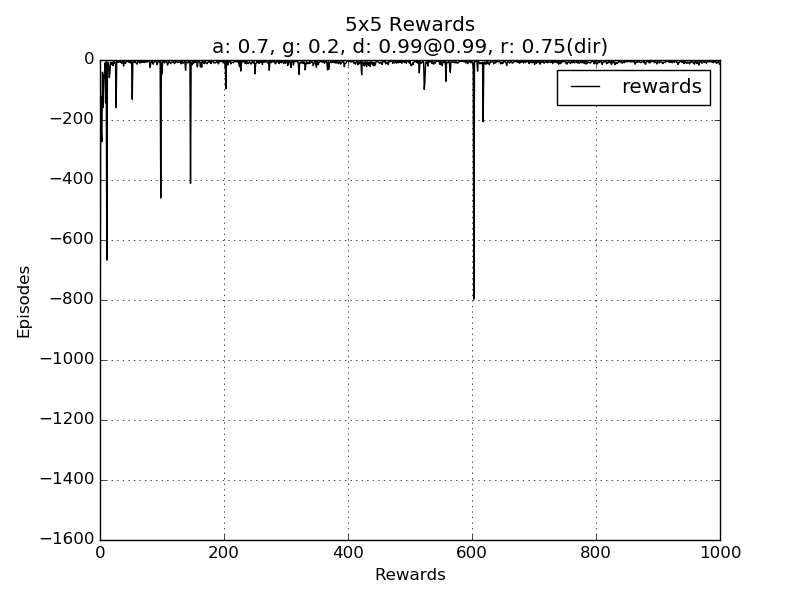 5x5 Rewards
a: 0.7, g: 0.2, d: 0.99@0.99, r: 0.75(dir)
rewards
0
−200
−400
−600
−800
−1000
−1200
−1400
−1600
Episodes
0 200 400 600 800 1000
Rewards